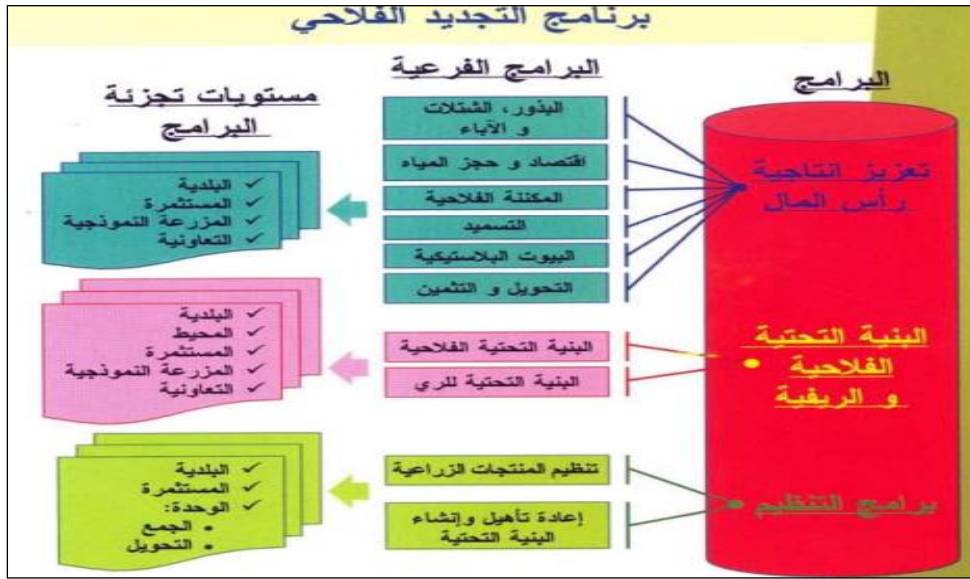 برنامج التجديد الفلاحي
البرامج
تعزيز انتاجية
رأس المال
البنية التحتية
الفلاحية
و الريفية
برامج التنظيم
البرامج الفرعية
البذور، الشتلات
و الآباء
اقتصاد و حجز المياه
المكننة الفلاحية
التسميد
البيوت البلاستيكية
التحويل و التثمين
البنية التحتية الفلاحية
البنية التحتية للري
تنظيم المنتجات الزراعية
إعادة تأهيل وإنشاء
البنية التحتية
مستويات تجزئة
البرامج
✓ البلدية
✓ المستثمرة
✓ المزرعة النموذجية
✓ التعاونية
✓ البلدية
✓ المحيط
✓ المستثمرة
✓ المزرعة النموذجية
✓ التعاونية
✓ البلدية
✓ المستثمرة
✓ الوحدة:
• الجمع
• التحويل